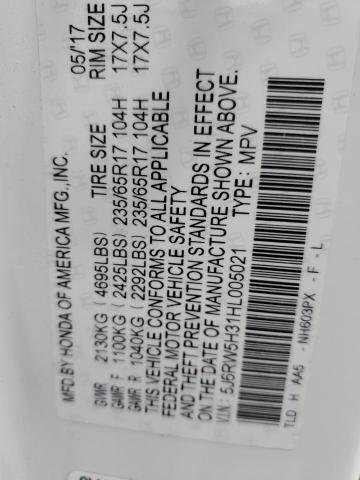 MFD. BY HONDA OF AMERICA MFG., INC. 05/'17
GVWR 2130KG ( 4695LBS) TIRE SIZE RIM SIZE
GAWR F 1100KG ( 2425LBS) 235/65R17 104H 17X7.5J
GAWR R 1040KG ( 2292LBS) 235/65R17 104H 17X7.5J
THIS VEHICLE CONFORMS TO ALL APPLICABLE
FEDERAL MOTOR VEHICLE SAFETY
AND THEFT PREVENTION STANDARDS IN EFFECT
ON THE DATE OF MANUFACTURE SHOWN ABOVE.
V.I.N.: 5J6RW5H31HL005021 TYPE: MPV
TLD H AA5 - NH603PX - F - L